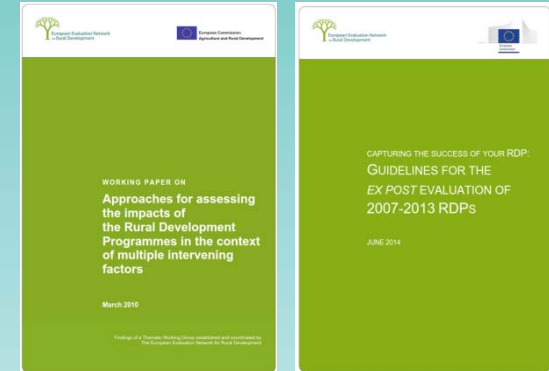 European Evaluation Network
for Rural Development
European Commission
Agriculture and Rural Development
WORKING PAPER ON
Approaches for assessing
the impacts of
the Rural Development
Programmes in the context
of multiple intervening
factors
March 2010
Findings of a Thematic Working Group established and coordinated by
The European Evaluation Network for Rural Development
European Evaluation Network
for Rural Development
European
Commission
CAPTURING THE SUCCESS OF YOUR RDP:
GUIDELINES FOR THE
EX POST EVALUATION OF
2007-2013 RDPS
JUNE 2014